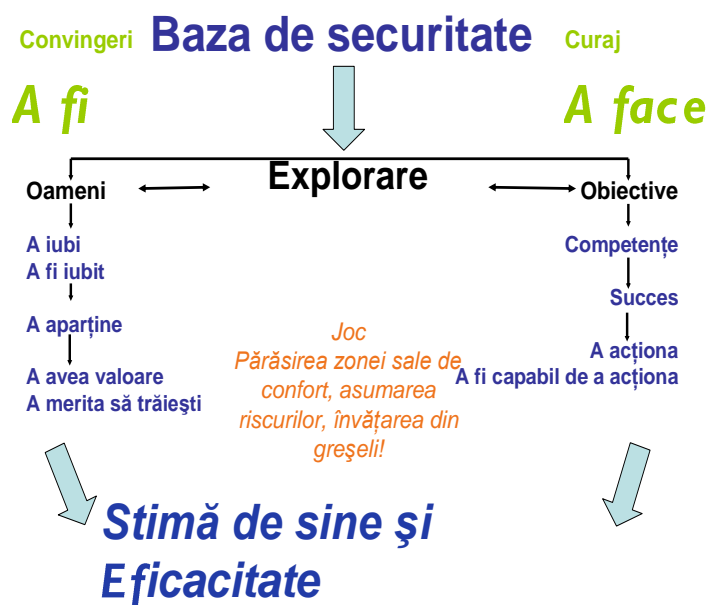 Convingeri Baza de securitate Curaj
A fi A face
Oameni Explorare Obiective
A iubi
A fi iubit
A aparține
A avea valoare
A merita să trăieşti
Joc
Părăsirea zonei sale de
confort, asumarea
riscurilor, învățarea din
greşeli!
Competențe
Succes
A acționa
A fi capabil de a acționa
Stimă de sine şi
Eficacitate